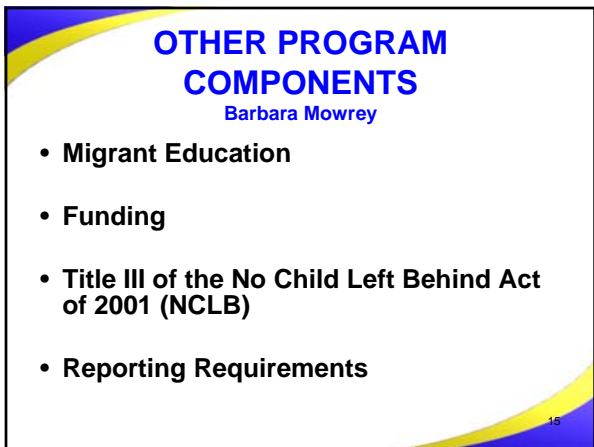 OTHER PROGRAM
COMPONENTS
Barbara Mowrey
• Migrant Education
• Funding
• Title III of the No Child Left Behind Act
of 2001 (NCLB)
• Reporting Requirements
15